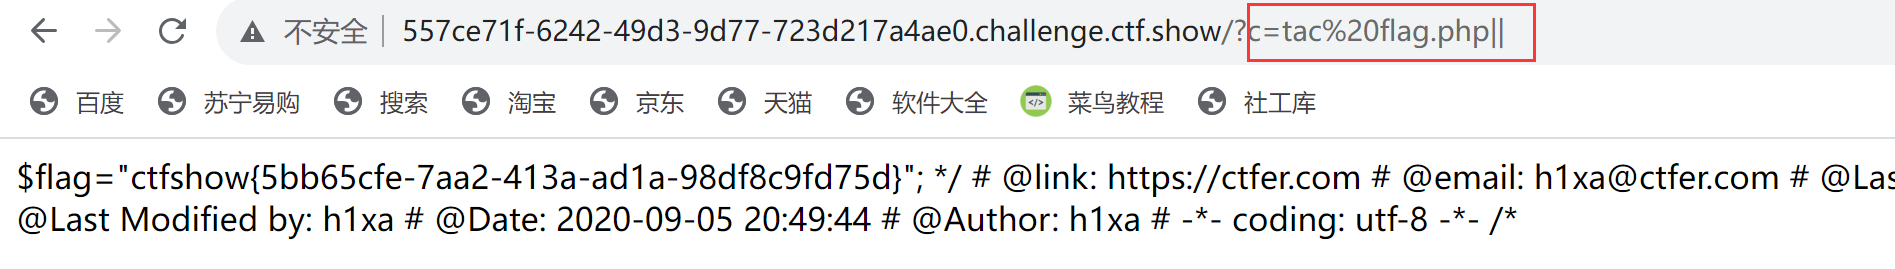 不安全 557ce71f-6242-49d3-9d77-723d217a4ae0.challenge.ctf.show/?c=tac%20flag.php||
百度 苏宁易购 搜索 淘宝 京东 天猫 软件大全 菜鸟教程 社工库
$flag="ctfshow{5bb65cfe-7aa2-413a-ad1a-98df8c9fd75d}"; */ # @link: https://ctfer.com # @email: h1xa@ctfer.com # @Las
@Last Modified by: h1xa # @Date: 2020-09-05 20:49:44 # @Author: h1xa # -*- coding: utf-8 -*- /*